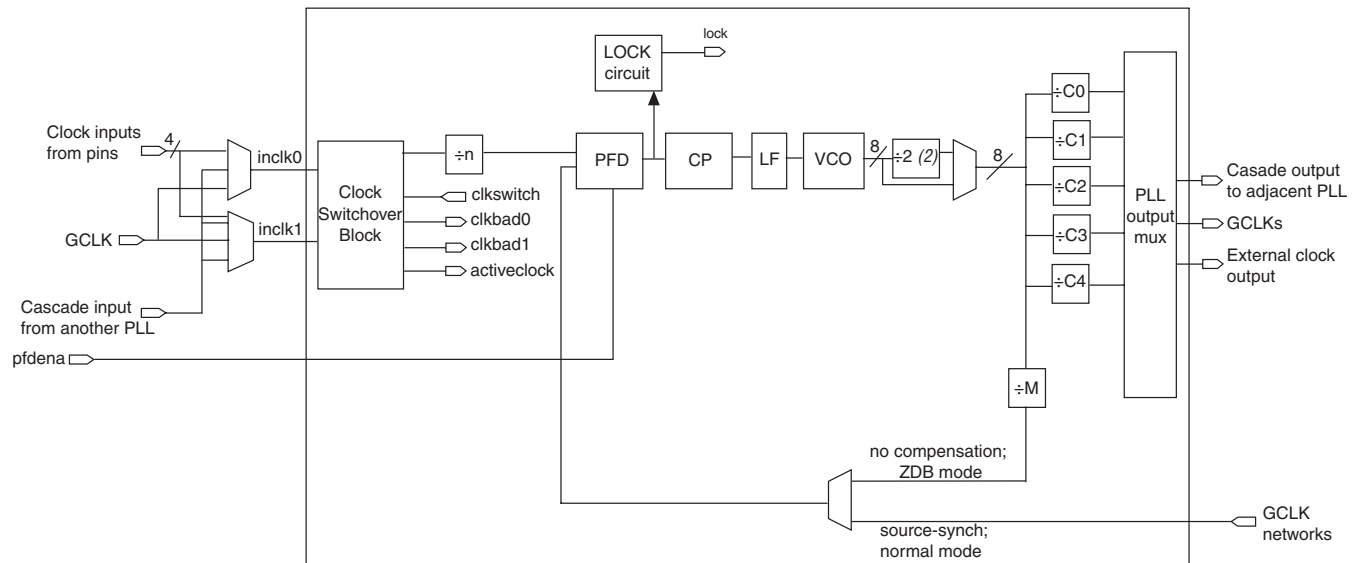 lock
LOCK
circuit
÷C0
Clock inputs
from pins
4
inclk0
÷n
PFD
CP
LF
VCO
8
÷2 (2)
8
÷C1
÷C2
÷C3
÷C4
PLL
output
mux
Clock
Switchover
Block
clkswitch
clkbad0
clkbad1
activeclock
GCLK
inclk1
Casade output
to adjacent PLL
GCLKs
External clock
output
Cascade input
from another PLL
pfdena
÷M
no compensation;
ZDB mode
source-synch;
normal mode
GCLK
networks